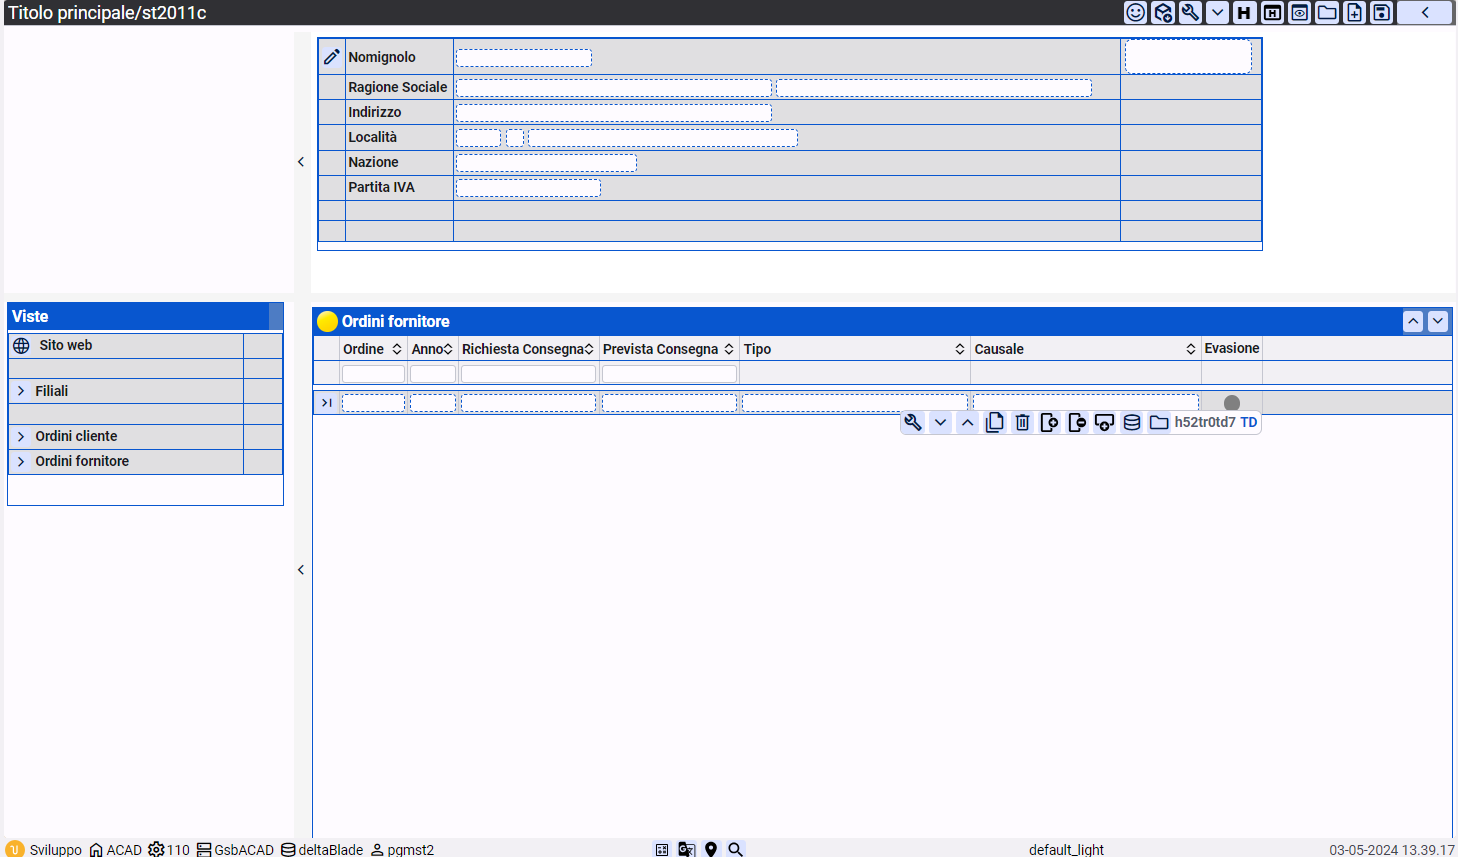 Titolo principale/st2011c
Nomignolo
Ragione Sociale
Indirizzo
Località
Nazione
Partita IVA
Viste
Sito web
Filiali
Ordini cliente
Ordini fornitore
Ordini fornitore
Ordine Anno Richiesta Consegna Prevista Consegna Tipo Causale Evasione
h52tr0td7 TD
Sviluppo ACAD 110 GsbACAD deltaBlade pgmst2 default_light 03-05-2024 13.39.17